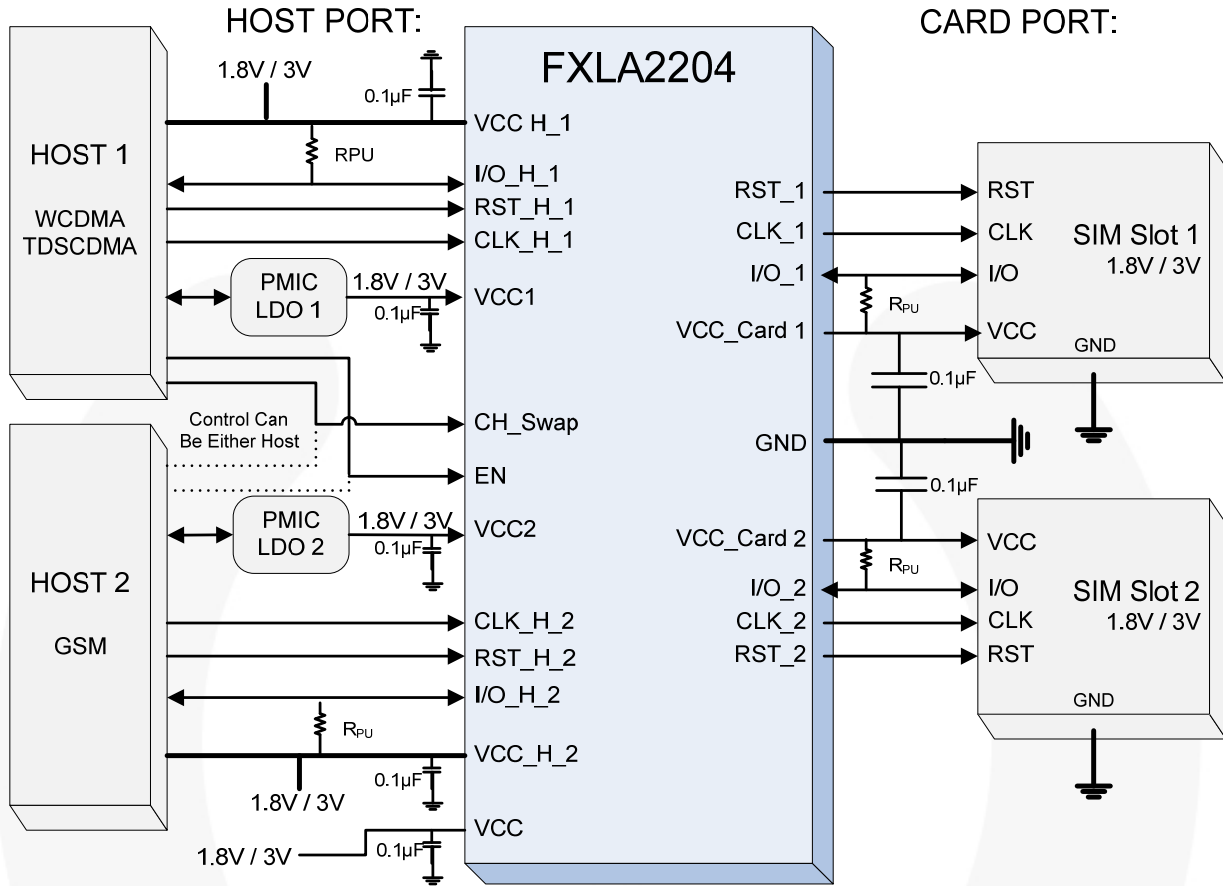 HOST PORT:
CARD PORT:
HOST 1
WCDMA
TDSCDMA
1.8V / 3V
0.1µF
RPU
PMIC
LDO 1
1.8V / 3V
0.1µF
Control Can
Be Either Host
HOST 2
GSM
PMIC
LDO 2
1.8V / 3V
0.1µF
RPU
0.1µF
1.8V / 3V
1.8V / 3V
0.1µF
FXLA2204
VCC H_1
I/O_H_1
RST_H_1
CLK_H_1
VCC1
CH_Swap
EN
VCC2
CLK_H_2
RST_H_2
I/O_H_2
VCC_H_2
VCC
RST_1
CLK_1
I/O_1
VCC_Card 1
GND
VCC_Card 2
I/O_2
CLK_2
RST_2
RPU
0.1µF
0.1µF
RPU
RST
CLK
I/O
VCC
SIM Slot 1
1.8V / 3V
GND
VCC
I/O
CLK
RST
SIM Slot 2
1.8V / 3V
GND